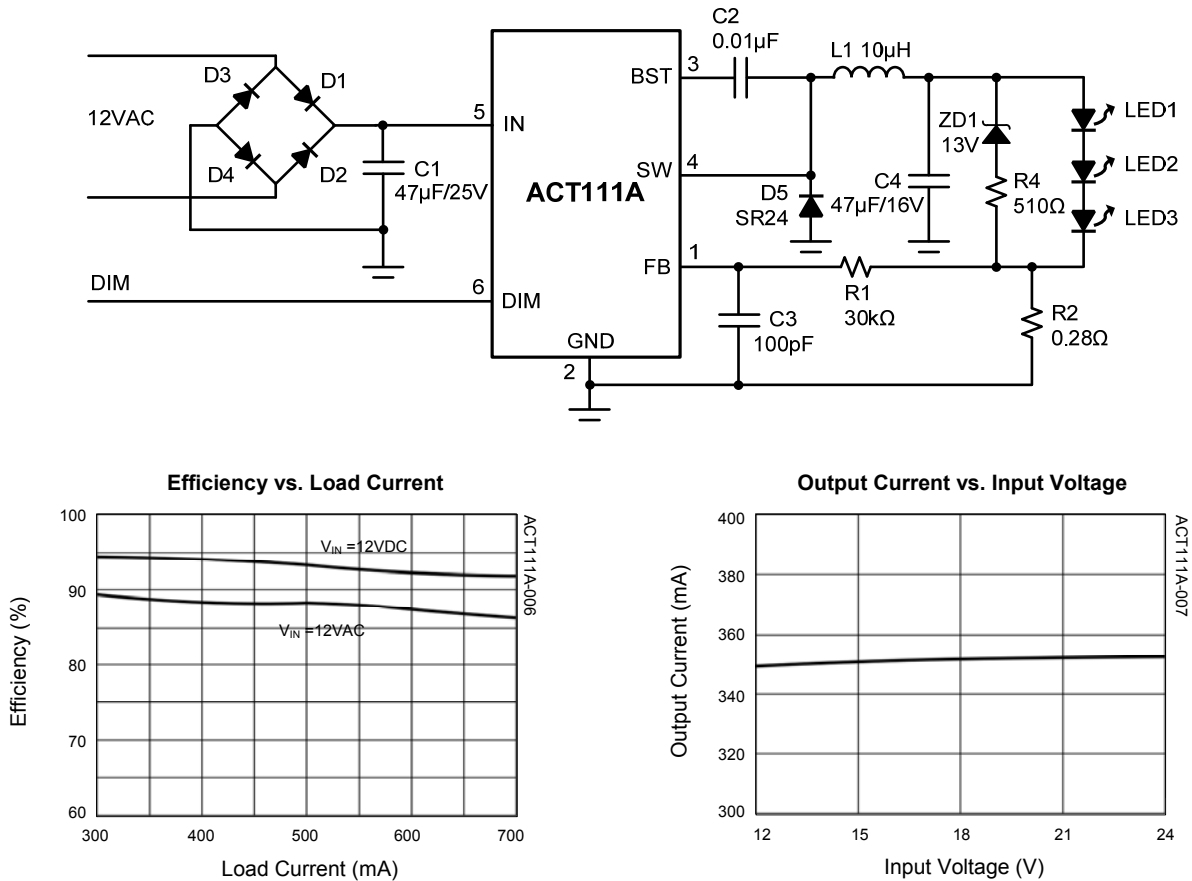 C2
0.01µF
L1 10µH
D3
D1
BST
3
12VAC
5
IN
ZD1
13V
LED1
D4
D2
C1
47µF/25V
ACT111A
SW
4
D5
SR24
C4
47µF/16V
R4
510Ω
LED2
LED3
FB
1
DIM
6
DIM
R1
30kΩ
C3
100pF
R2
0.28Ω
GND
2
Efficiency vs. Load Current
100
90
80
70
60
Efficiency (%)
VIN =12VDC
VIN =12VAC
ACT111A-006
300
400
500
600
700
Load Current (mA)
Output Current vs. Input Voltage
400
380
360
340
320
300
Output Current (mA)
ACT111A-007
12
15
18
21
24
Input Voltage (V)